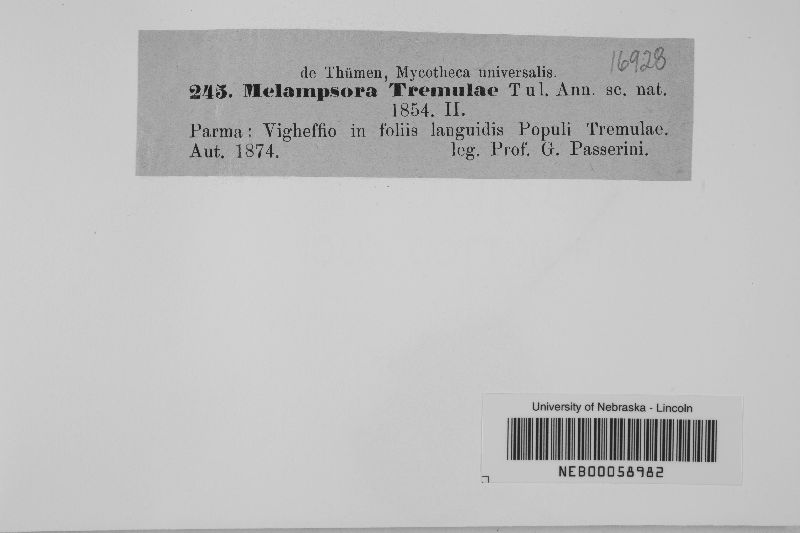 16928
de Thümen, Mycotheca universalis.
245. Melampsora Tremulae Tul. Ann. sc. nat.
1854. II.
Parma: Vigheffio in foliis languidis Populi Tremulae.
Aut. 1874. leg. Prof. G. Passerini.
University of Nebraska - Lincoln
NEB00058982